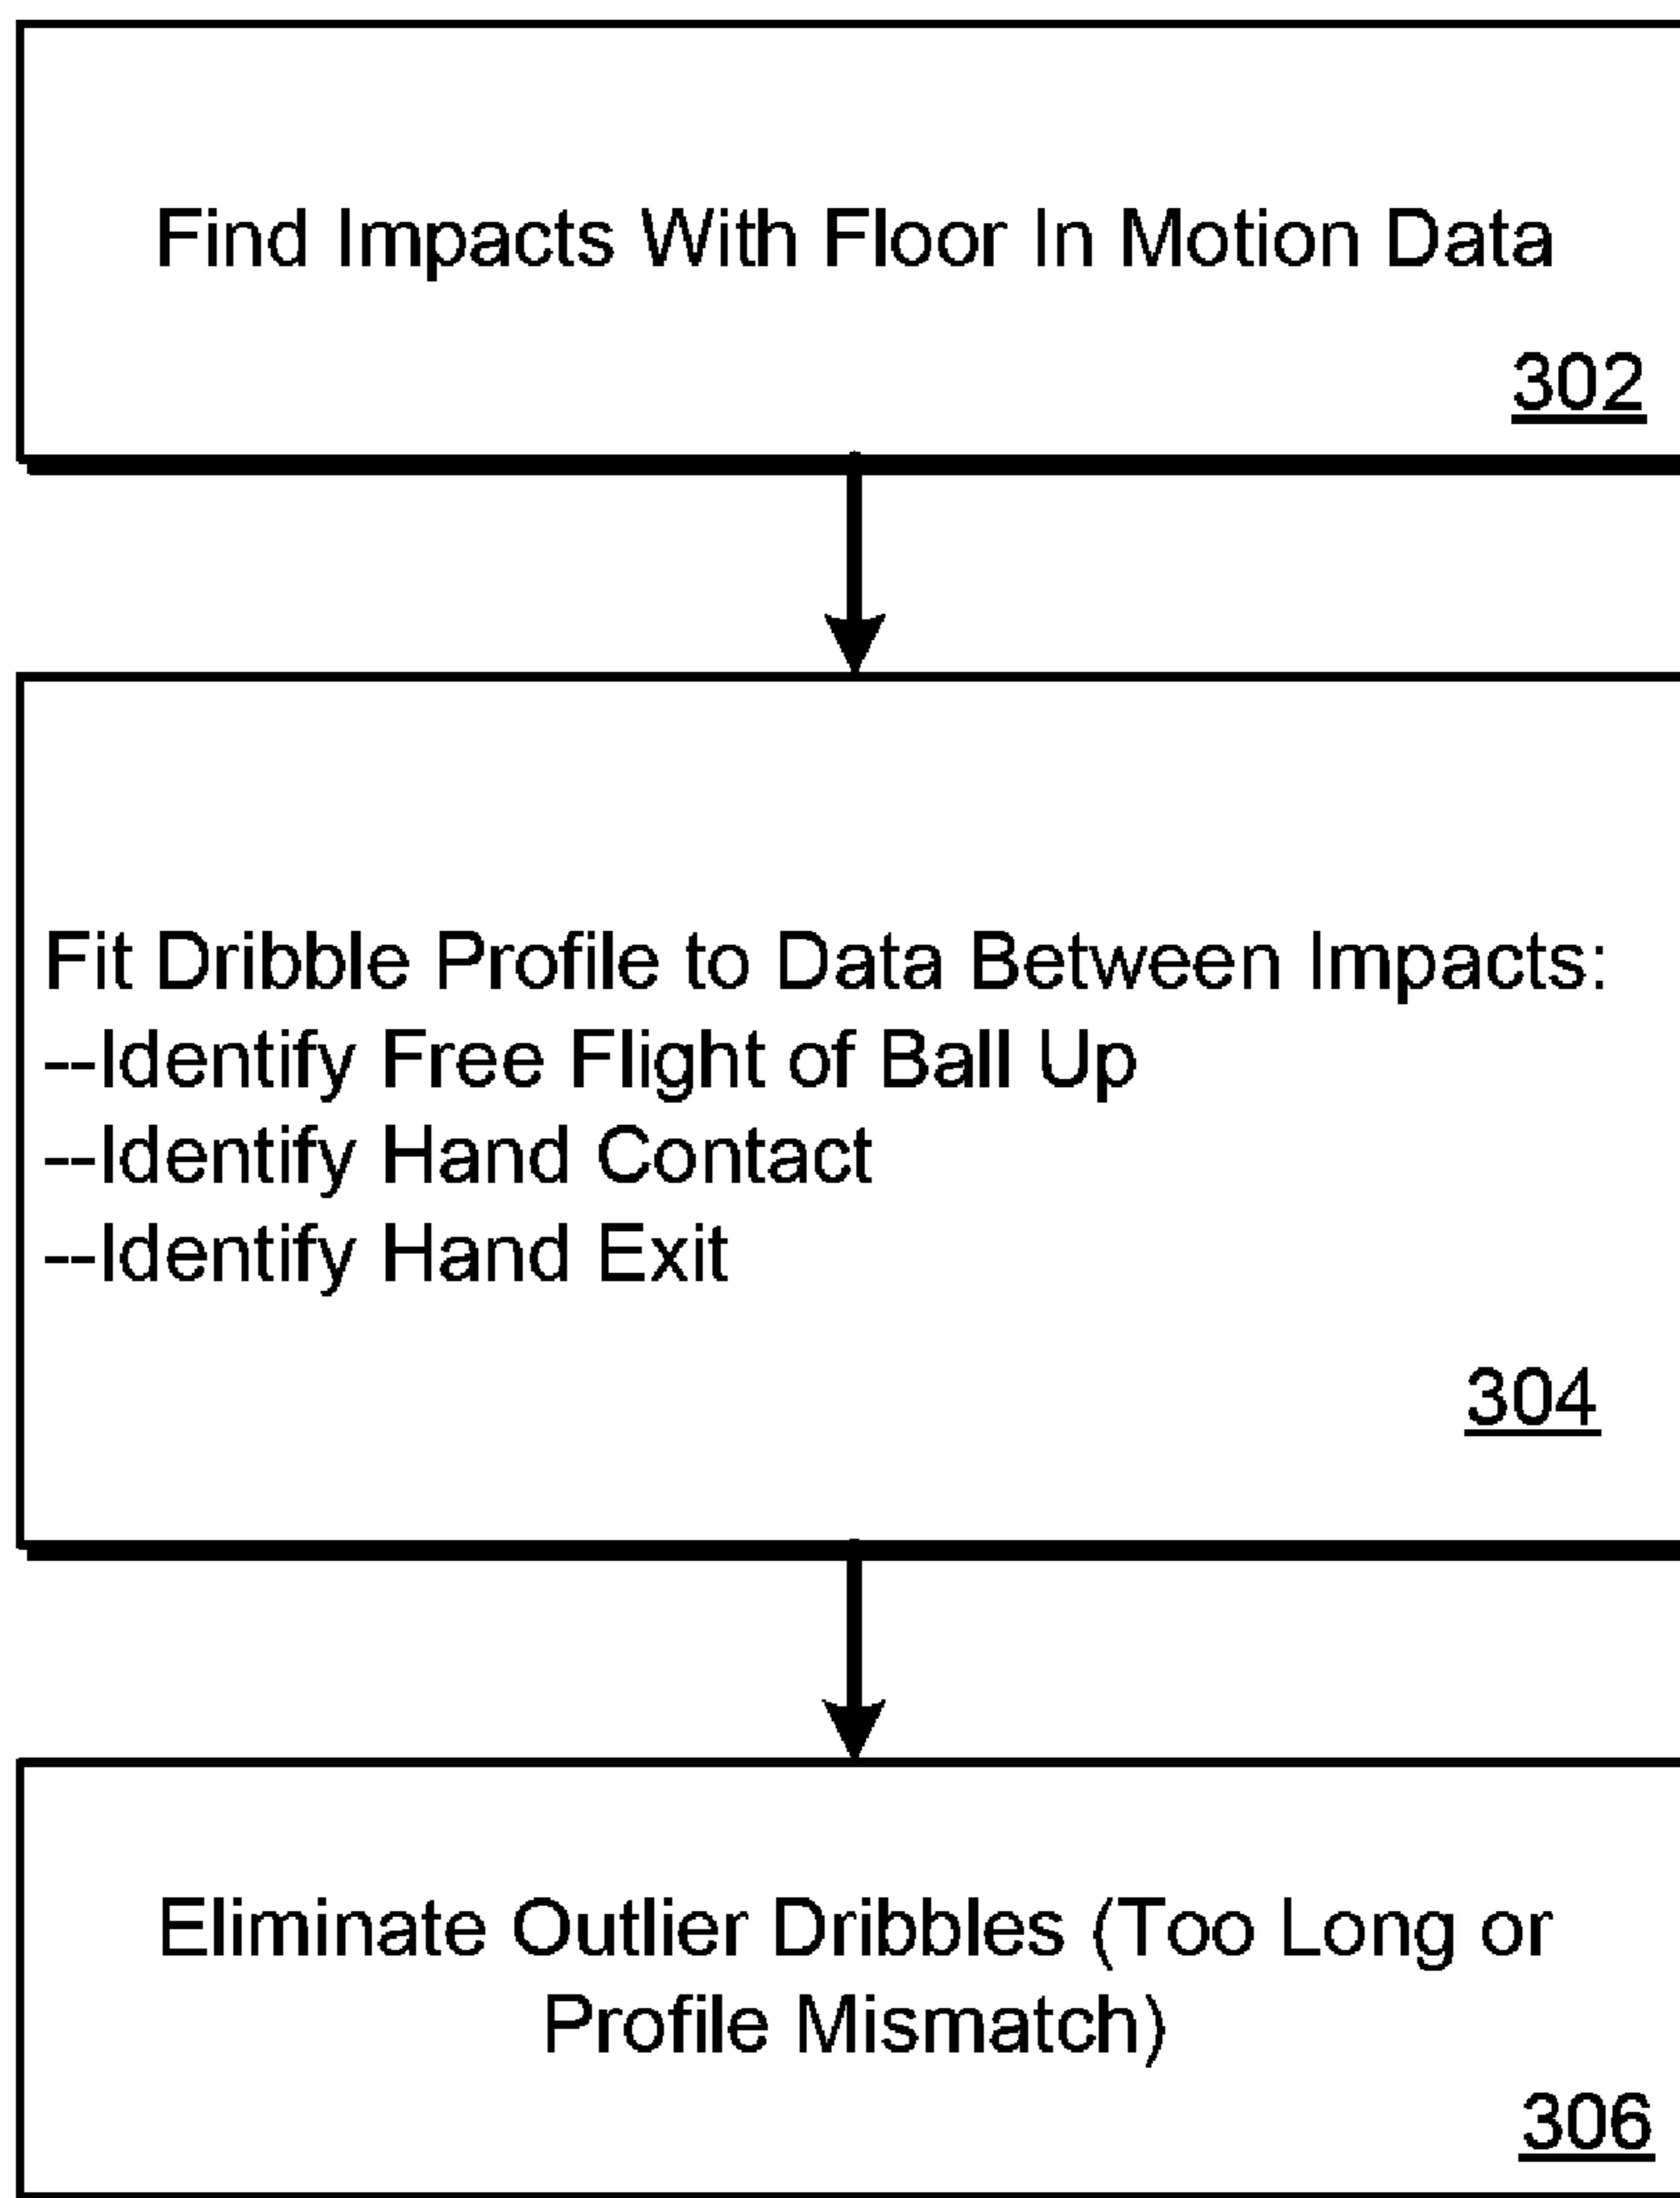 Find Impacts With Floor In Motion Data
302
Fit Dribble Profile to Data Between Impacts:
--Identify Free Flight of Ball Up
--Identify Hand Contact
--Identify Hand Exit
304
Eliminate Outlier Dribbles (Too Long or
Profile Mismatch)
306